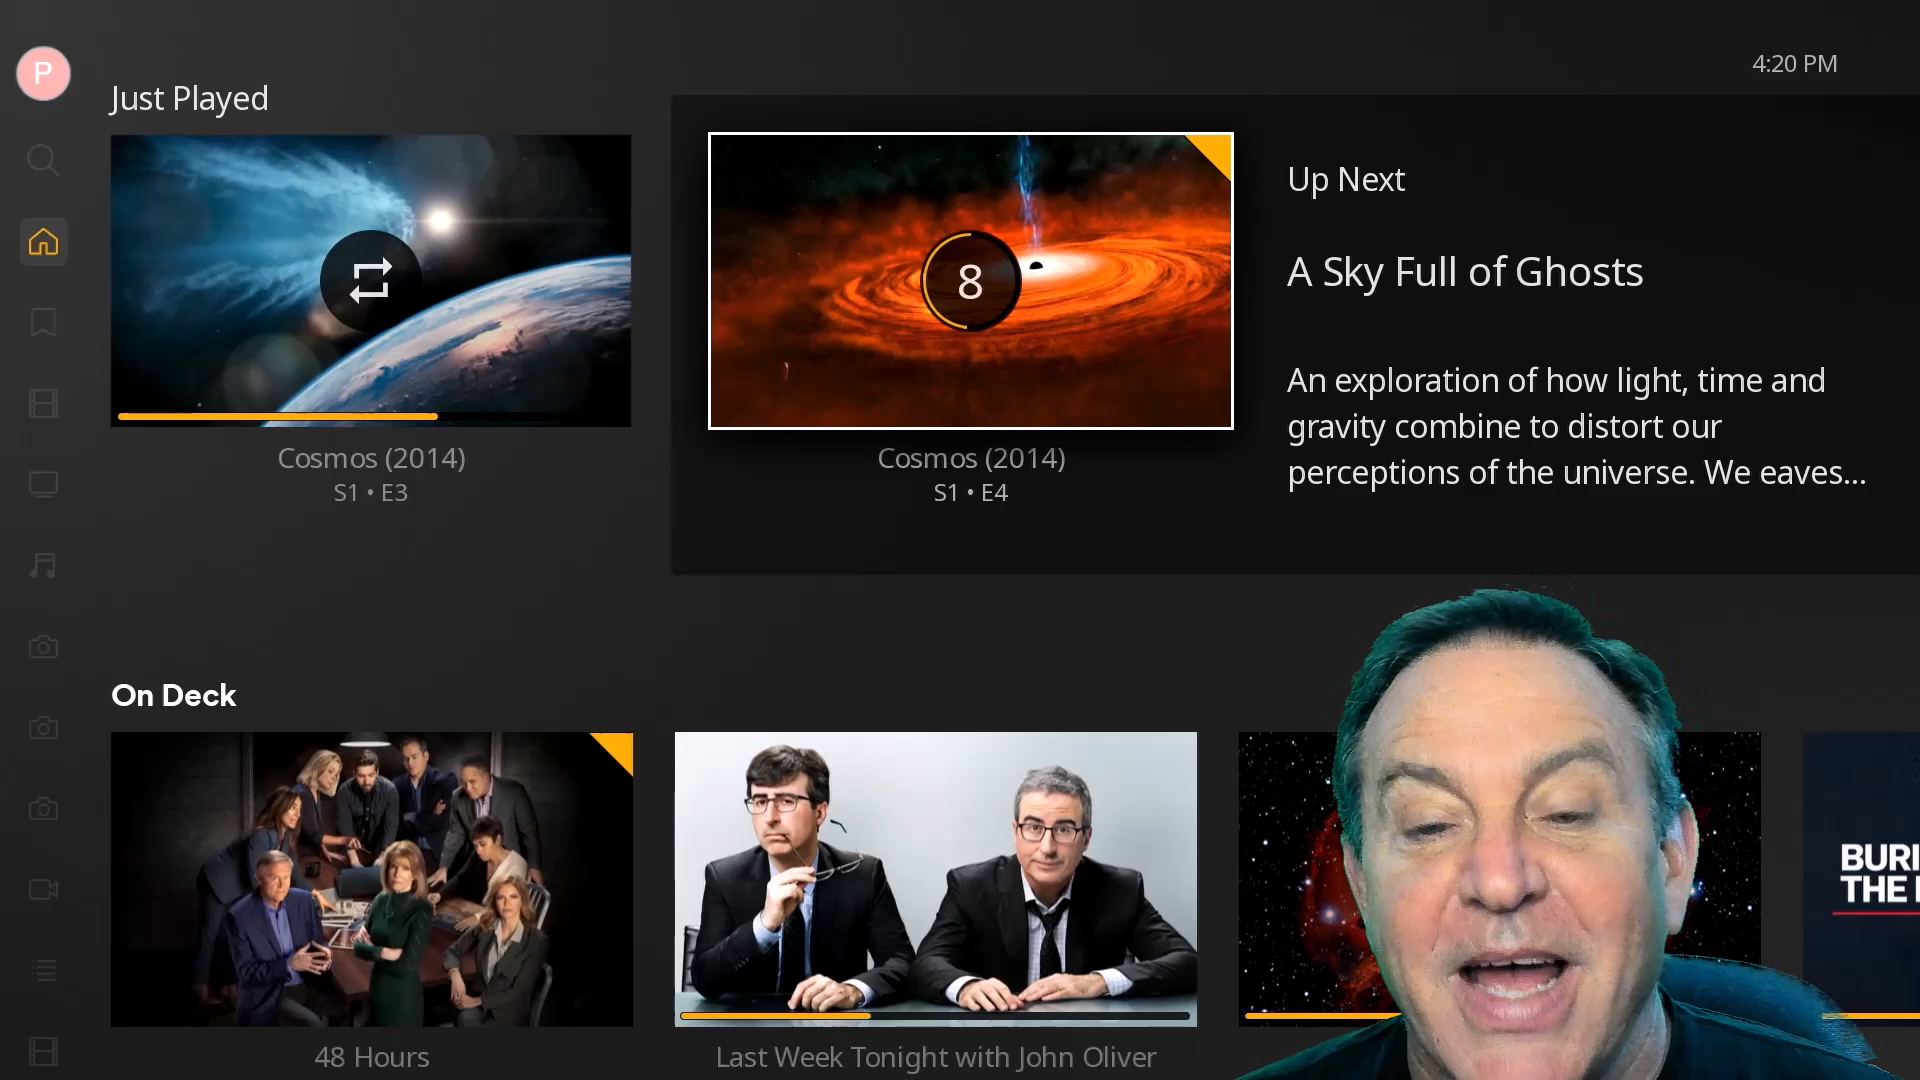 P
4:20 PM
Just Played
8
Up Next
A Sky Full of Ghosts
An exploration of how light, time and
gravity combine to distort our
perceptions of the universe. We eaves...
Cosmos (2014)
S1 • E3
Cosmos (2014)
S1 • E4
On Deck
BURI
THE
48 Hours
Last Week Tonight with John Oliver